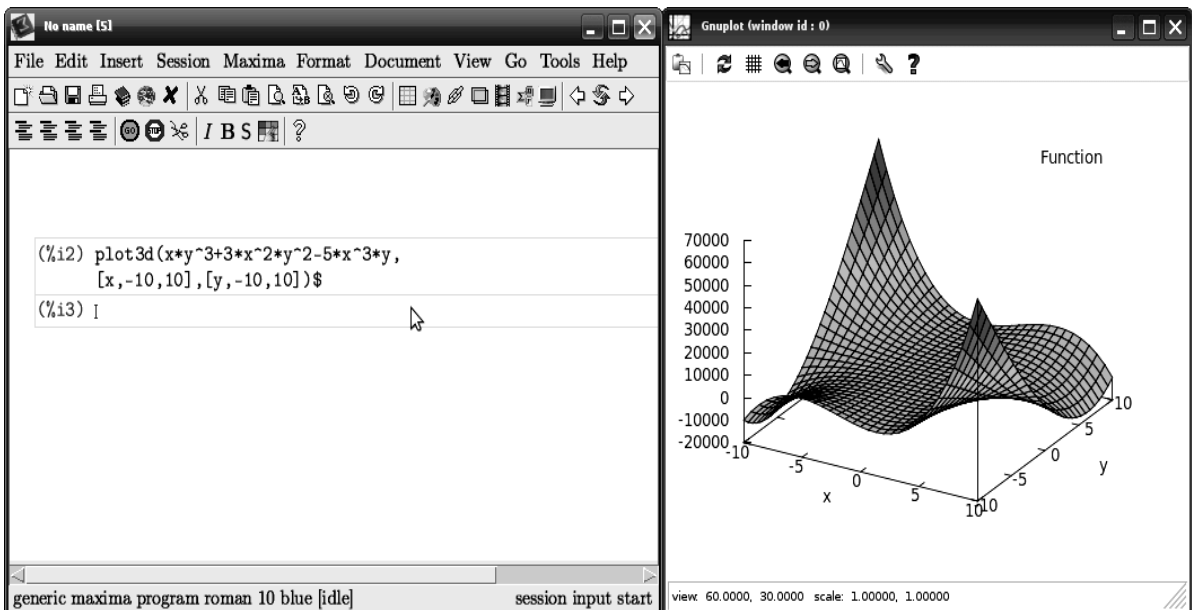 No name [5]
File Edit Insert Session Maxima Format Document View Go Tools Help
GO STOP I B S ?
(%i2) plot3d(x*y^3+3*x^2*y^2-5*x^3*y,
[x,-10,10],[y,-10,10])$
(%i3)
generic maxima program roman 10 blue [idle] session input start
Gnuplot (window id : 0)
?
Function
70000
60000
50000
40000
30000
20000
10000
0
-10000
-20000
-10
-5
0
5
10
x
-10
-5
0
5
10
y
view: 60.0000, 30.0000 scale: 1.00000, 1.00000